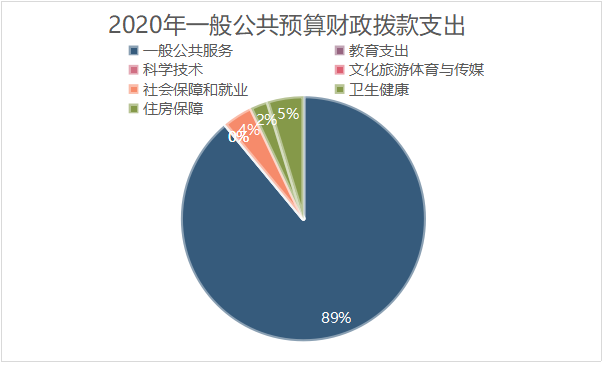 2020年一般公共预算财政拨款支出
一般公共服务 教育支出
科学技术 文化旅游体育与传媒
社会保障和就业 卫生健康
住房保障
5%
2%
4%
0%
89%